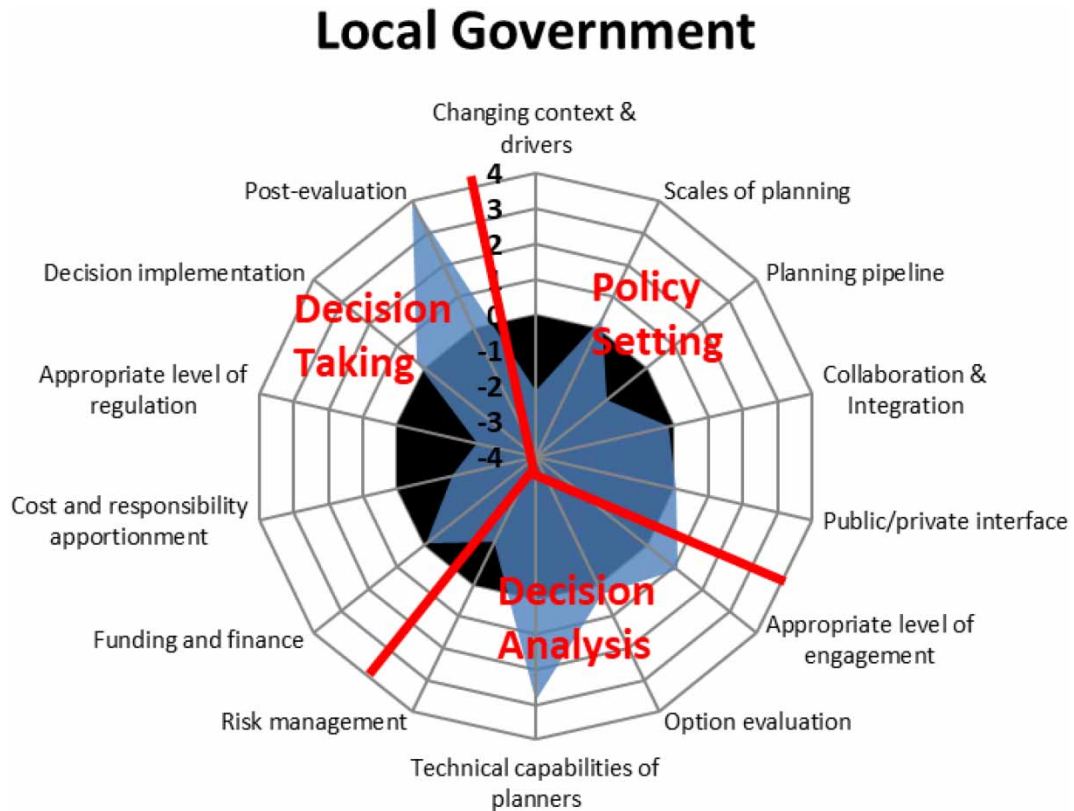 Local Government
Changing context &
drivers
Post-evaluation
Scales of planning
Decision implementation
Planning pipeline
Appropriate level of
regulation
Collaboration &
Integration
Cost and responsibility
apportionment
Public/private interface
Funding and finance
Appropriate level of
engagement
Risk management
Option evaluation
Technical capabilities of
planners
4
3
2
0
-1
-2
-3
-4
Policy
Setting
Decision
Taking
Decision
Analysis